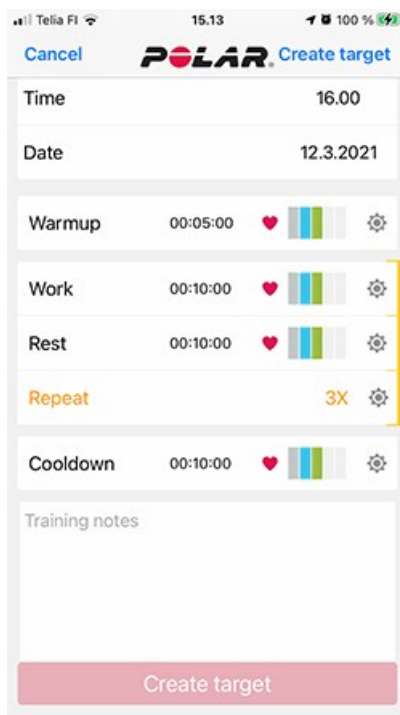 Telia FI 15.13 100 %
Cancel POLAR. Create target
Time 16.00
Date 12.3.2021
Warmup 00:05:00
Work 00:10:00
Rest 00:10:00
Repeat 3X
Cooldown 00:10:00
Training notes
Create target